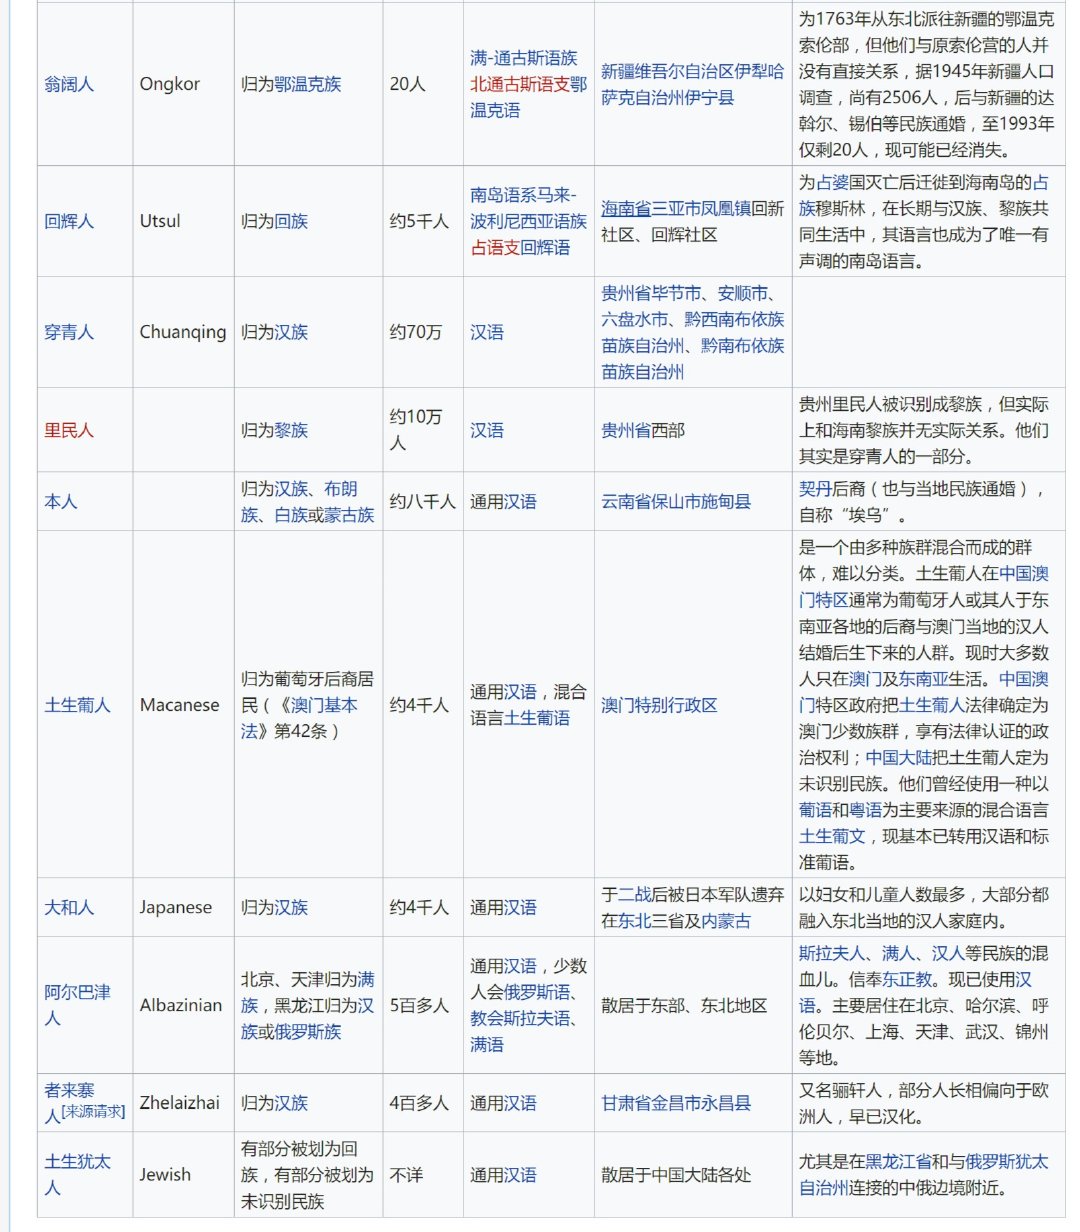 翁阔人
Ongkor
归为鄂温克族
20人
满-通古斯语族
北通古斯语支鄂
温克语
新疆维吾尔自治区伊犁哈
萨克自治州伊宁县
为1763年从东北派往新疆的鄂温克
索伦部，但他们与原索伦营的人并
没有直接关系，据1945年新疆人口
调查，尚有2506人，后与新疆的达
斡尔、锡伯等民族通婚，至1993年
仅剩20人，现可能已经消失。
回辉人
Utsul
归为回族
约5千人
南岛语系马来-
波利尼西亚语族
占语支回辉语
海南省三亚市凤凰镇回新
社区、回辉社区
为占婆国灭亡后迁徙到海南岛的占
族穆斯林，在长期与汉族、黎族共
同生活中，其语言也成为了唯一有
声调的南岛语言。
穿青人
Chuanqing
归为汉族
约70万
汉语
贵州省毕节市、安顺市、
六盘水市、黔西南布依族
苗族自治州、黔南布依族
苗族自治州
里民人
归为黎族
约10万
人
汉语
贵州省西部
贵州里民人被识别成黎族，但实际
上和海南黎族并无实际关系。他们
其实是穿青人的一部分。
本人
归为汉族、布朗
族、白族或蒙古族
约八千人
通用汉语
云南省保山市施甸县
契丹后裔（也与当地民族通婚），
自称“埃乌”。
土生葡人
Macanese
归为葡萄牙后裔居
民（《澳门基本
法》第42条）
约4千人
通用汉语，混合
语言土生葡语
澳门特别行政区
是一个由多种族群混合而成的群
体，难以分类。土生葡人在中国澳
门特区通常为葡萄牙人或其人于东
南亚各地的后裔与澳门当地的汉人
结婚后生下来的人群。现时大多数
人只在澳门及东南亚生活。中国澳
门特区政府把土生葡人法律确定为
澳门少数族群，享有法律认证的政
治权利；中国大陆把土生葡人定为
未识别民族。他们曾经使用一种以
葡语和粤语为主要来源的混合语言
土生葡文，现基本已转用汉语和标
准葡语。
大和人
Japanese
归为汉族
约4千人
通用汉语
于二战后被日本军队遗弃
在东北三省及内蒙古
以妇女和儿童人数最多，大部分都
融入东北当地的汉人家庭内。
阿尔巴津
人
Albazinian
北京、天津归为满
族，黑龙江归为汉
族或俄罗斯族
5百多人
通用汉语，少数
人会俄罗斯语、
教会斯拉夫语、
满语
散居于东部、东北地区
斯拉夫人、满人、汉人等民族的混
血儿。信奉东正教。现已使用汉
语。主要居住在北京、哈尔滨、呼
伦贝尔、上海、天津、武汉、锦州
等地。
者来寨
人[来源请求]
Zhelaizhai
归为汉族
4百多人
通用汉语
甘肃省金昌市永昌县
又名骊轩人，部分人长相偏向于欧
洲人，早已汉化。
土生犹太
人
Jewish
有部分被划为回
族，有部分被划为
未识别民族
不详
通用汉语
散居于中国大陆各处
尤其是在黑龙江省和与俄罗斯犹太
自治州连接的中俄边境附近。